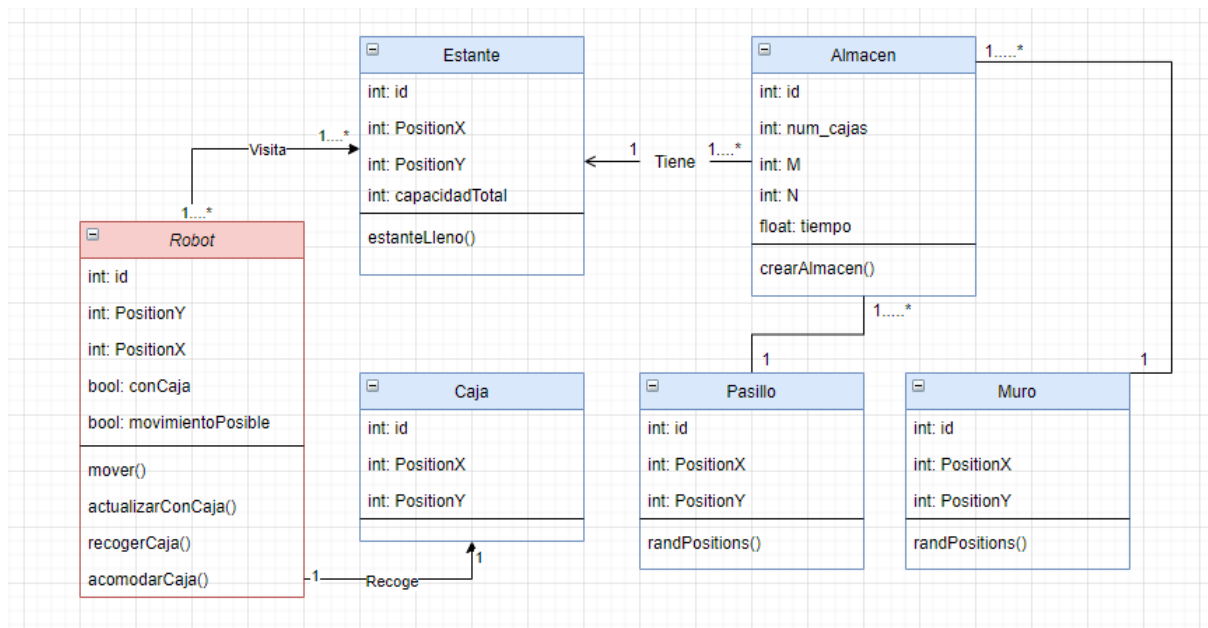 Estante
int: id
int: PositionX
int: PositionY
int: capacidadTotal
estanteLleno()
Almacen
int: id
int: num_cajas
int: M
int: N
float: tiempo
crearAlmacen()
1.....*
1....*
Visita
1....*
1
Tiene
1....*
Robot
int: id
int: PositionY
int: PositionX
bool: conCaja
bool: movimientoPosible
mover()
actualizarConCaja()
recogerCaja()
acomodarCaja()
1
Recoge
1
Caja
int: id
int: PositionX
int: PositionY
1.....*
1
Pasillo
int: id
int: PositionX
int: PositionY
randPositions()
1
Muro
int: id
int: PositionX
int: PositionY
randPositions()